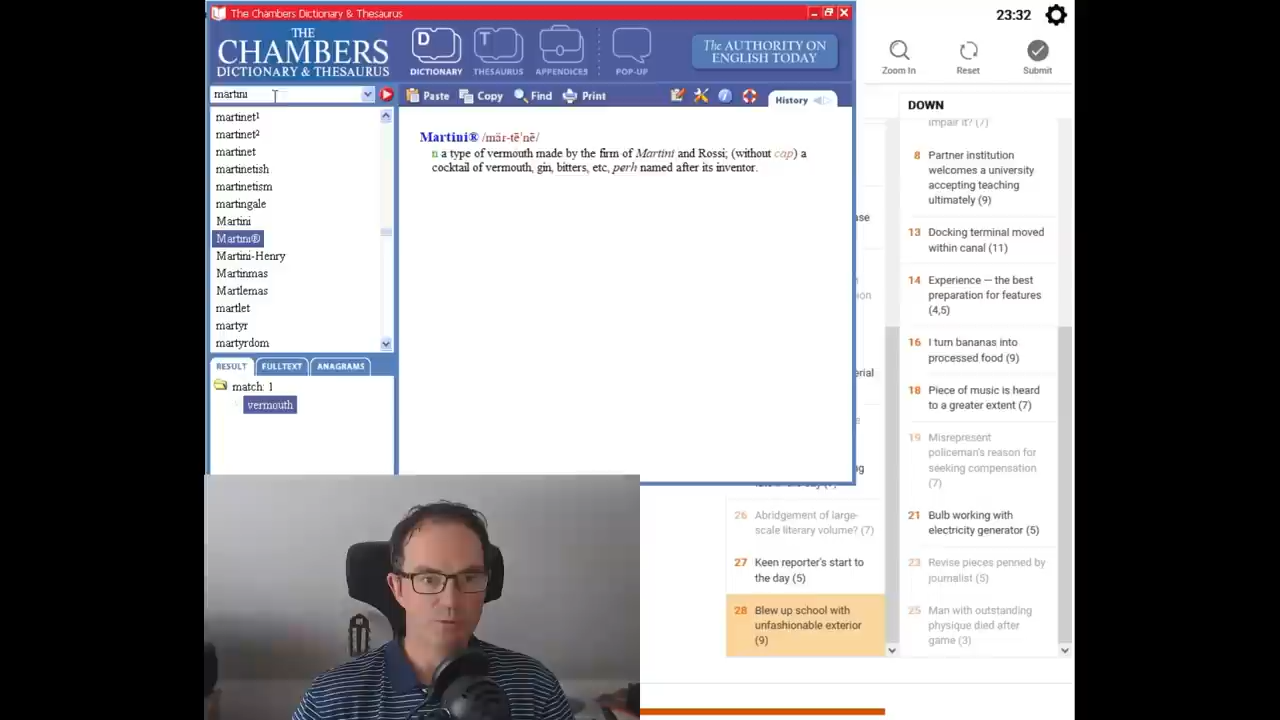 The Chambers Dictionary & Thesaurus
THE
CHAMBERS
DICTIONARY & THESAURUS
D
DICTIONARY
T
THESAURUS
APPENDICES
POP-UP
The AUTHORITY ON
ENGLISH TODAY
23:32
Zoom In
Reset
Submit
martini
Paste
Copy
Find
Print
History
martinet¹
martinet²
martinet
martinetish
martinetism
martingale
Martini
Martini®
Martini-Henry
Martinmas
Martlemas
martlet
martyr
martyrdom
Martini® /mär-tē'nē/
n a type of vermouth made by the firm of Martini and Rossi; (without cap) a
cocktail of vermouth, gin, bitters, etc, perh named after its inventor.
RESULT
FULLTEXT
ANAGRAMS
match: 1
vermouth
26 Abridgement of large-
scale literary volume? (7)
27 Keen reporter's start to
the day (5)
28 Blew up school with
unfashionable exterior
(9)
DOWN
impair it? (7)
8 Partner institution
welcomes a university
accepting teaching
ultimately (9)
13 Docking terminal moved
within canal (11)
14 Experience — the best
preparation for features
(4,5)
16 I turn bananas into
processed food (9)
18 Piece of music is heard
to a greater extent (7)
19 Misrepresent
policeman's reason for
seeking compensation
(7)
21 Bulb working with
electricity generator (5)
23 Revise pieces penned by
journalist (5)
25 Man with outstanding
physique died after
game (3)